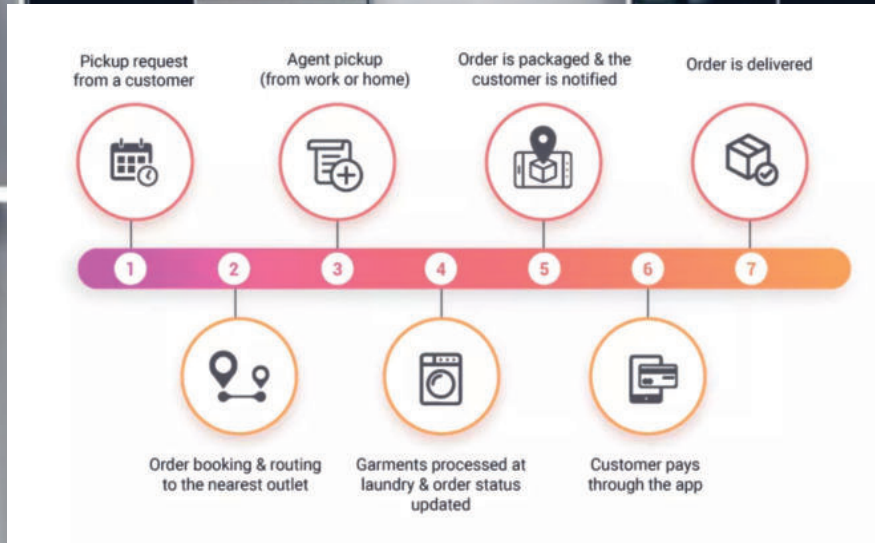 Pickup request
from a customer
Agent pickup
(from work or home)
Order is packaged & the
customer is notified
Order is delivered
1
2
3
4
5
6
7
Order booking & routing
to the nearest outlet
Garments processed at
laundry & order status
updated
Customer pays
through the app